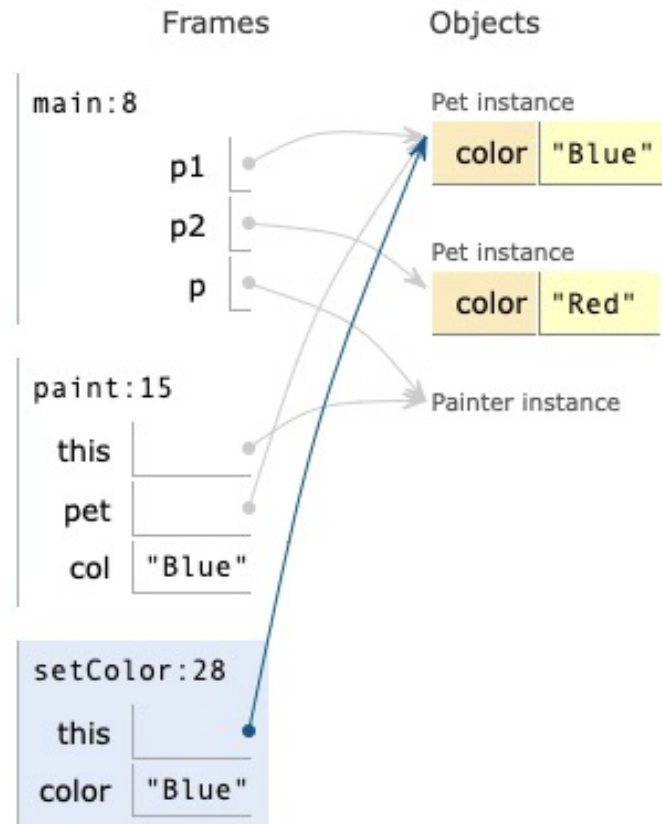 Frames
Objects
main:8
p1
p2
p
Pet instance
color "Blue"
Pet instance
color "Red"
Painter instance
paint:15
this
pet
col "Blue"
setColor:28
this
color "Blue"